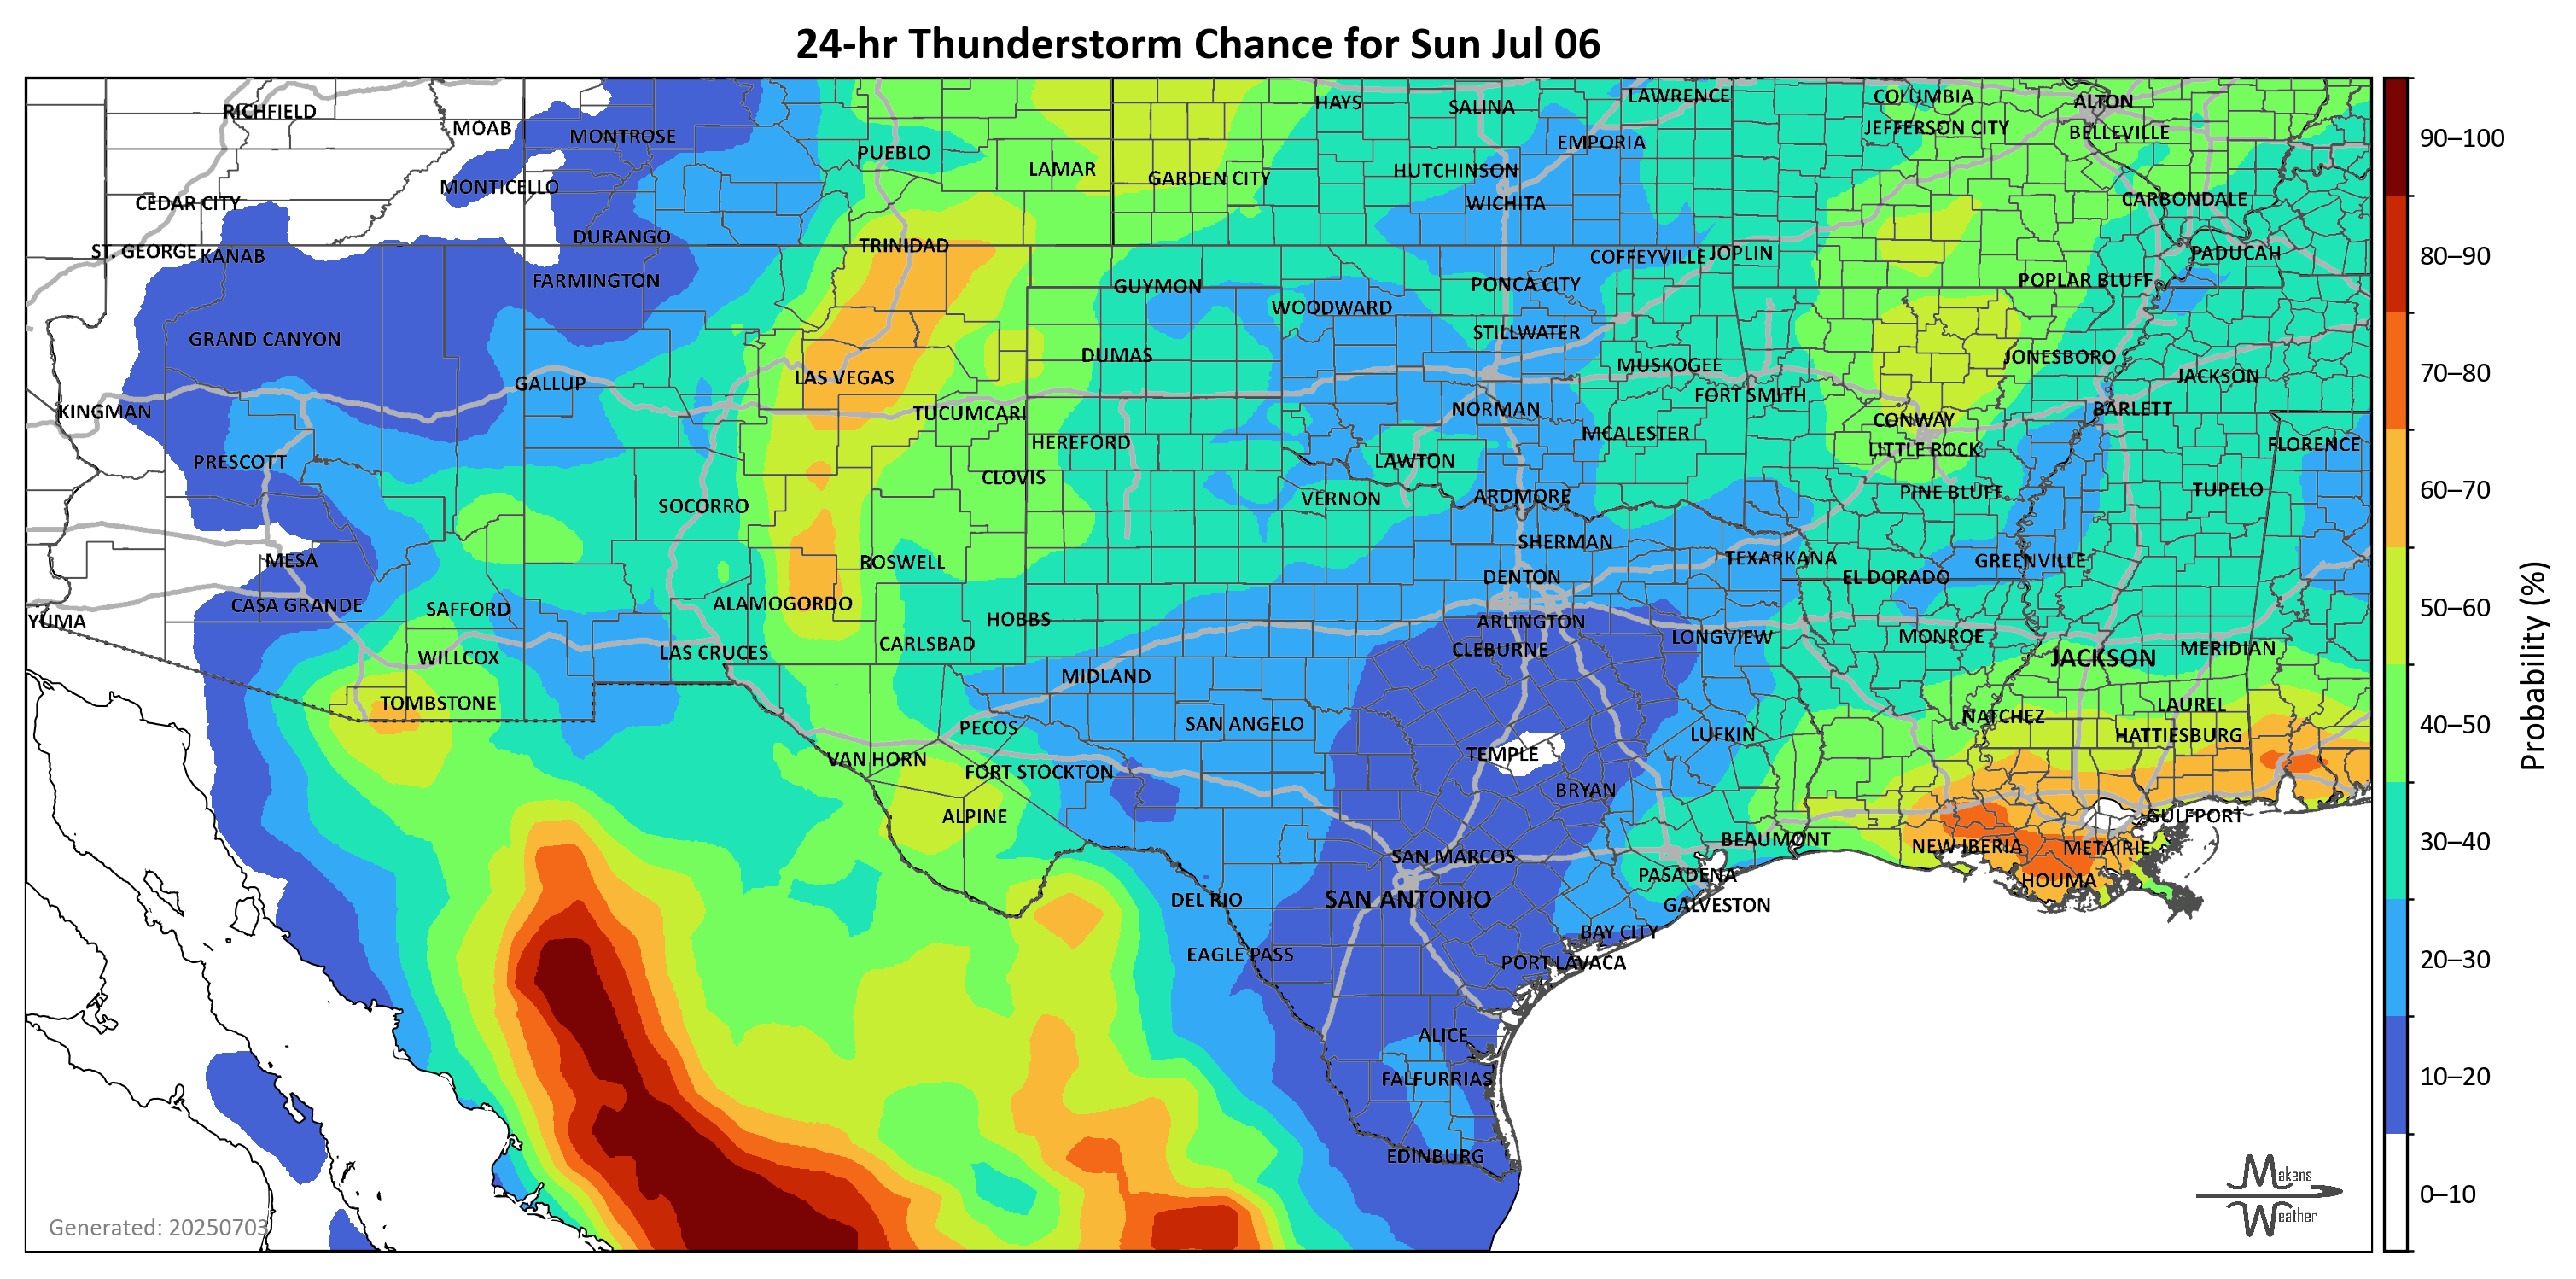 24-hr Thunderstorm Chance for Sun Jul 06
RICHFIELD
MOAB
MONTROSE
PUEBLO
LAMAR
GARDEN CITY
HAYS
SALINA
LAWRENCE
EMPORIA
COLUMBIA
ALTON
JEFFERSON CITY
BELLEVILLE
90–100
MONTICELLO
HUTCHINSON
CEDAR CITY
WICHITA
CARBONDALE
DURANGO
TRINIDAD
ST. GEORGE
KANAB
COFFEYVILLE
JOPLIN
PADUCAH
80–90
FARMINGTON
GUYMON
PONCA CITY
POPLAR BLUFF
WOODWARD
GRAND CANYON
STILLWATER
DUMAS
MUSKOGEE
JONESBORO
LAS VEGAS
GALLUP
JACKSON
70–80
FORT SMITH
KINGMAN
TUCUMCARI
NORMAN
BARLETT
CONWAY
HEREFORD
MCALESTER
LITTLE ROCK
FLORENCE
PRESCOTT
CLOVIS
LAWTON
SOCORRO
VERNON
ARDMORE
PINE BLUFF
TUPELO
60–70
MESA
ROSWELL
SHERMAN
TEXARKANA
GREENVILLE
DENTON
EL DORADO
CASA GRANDE
SAFFORD
ALAMOGORDO
50–60
YUMA
HOBBS
ARLINGTON
WILLCOX
LAS CRUCES
CARLSBAD
CLEBURNE
LONGVIEW
MONROE
JACKSON
MERIDIAN
Probability (%)
MIDLAND
TOMBSTONE
LAUREL
PECOS
SAN ANGELO
LUFKIN
NATCHEZ
HATTIESBURG
40–50
VAN HORN
FORT STOCKTON
TEMPLE
BRYAN
ALPINE
GULFPORT
SAN MARCOS
BEAUMONT
NEW IBERIA
METAIRIE
30–40
PASADENA
HOUMA
DEL RIO
SAN ANTONIO
GALVESTON
BAY CITY
EAGLE PASS
PORT LAVACA
20–30
ALICE
FALFURRIAS
10–20
EDINBURG
Makens
Weather
0–10
Generated: 20250703